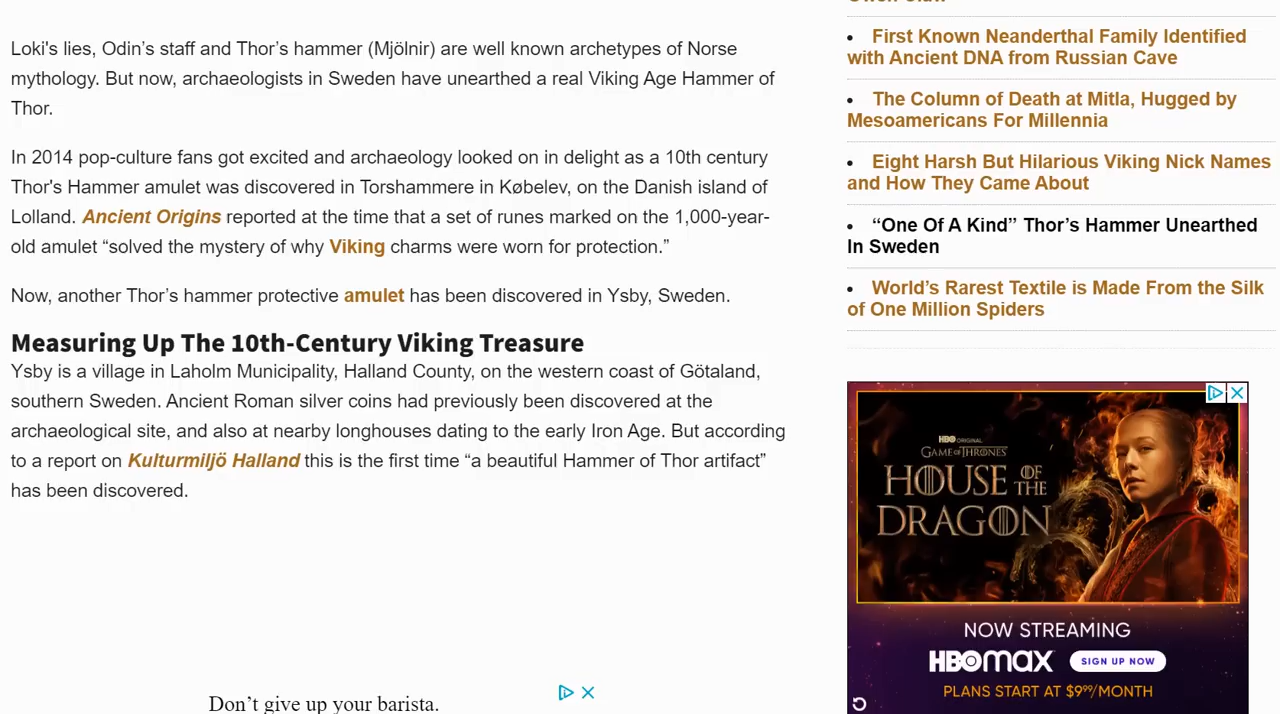 Loki's lies, Odin’s staff and Thor’s hammer (Mjölnir) are well known archetypes of Norse
mythology. But now, archaeologists in Sweden have unearthed a real Viking Age Hammer of
Thor.
In 2014 pop-culture fans got excited and archaeology looked on in delight as a 10th century
Thor's Hammer amulet was discovered in Torshammere in Købelev, on the Danish island of
Lolland. Ancient Origins reported at the time that a set of runes marked on the 1,000-year-
old amulet “solved the mystery of why Viking charms were worn for protection.”
Now, another Thor’s hammer protective amulet has been discovered in Ysby, Sweden.
Measuring Up The 10th-Century Viking Treasure
Ysby is a village in Laholm Municipality, Halland County, on the western coast of Götaland,
southern Sweden. Ancient Roman silver coins had previously been discovered at the
archaeological site, and also at nearby longhouses dating to the early Iron Age. But according
to a report on Kulturmiljö Halland this is the first time “a beautiful Hammer of Thor artifact”
has been discovered.
Don’t give up your barista.
• First Known Neanderthal Family Identified
with Ancient DNA from Russian Cave
• The Column of Death at Mitla, Hugged by
Mesoamericans For Millennia
• Eight Harsh But Hilarious Viking Nick Names
and How They Came About
• “One Of A Kind” Thor’s Hammer Unearthed
In Sweden
• World’s Rarest Textile is Made From the Silk
of One Million Spiders
HBO ORIGINAL
GAME OF THRONES
HOUSE OF THE
DRAGON
NOW STREAMING
HBOMAX SIGN UP NOW
PLANS START AT $9⁹⁹/MONTH